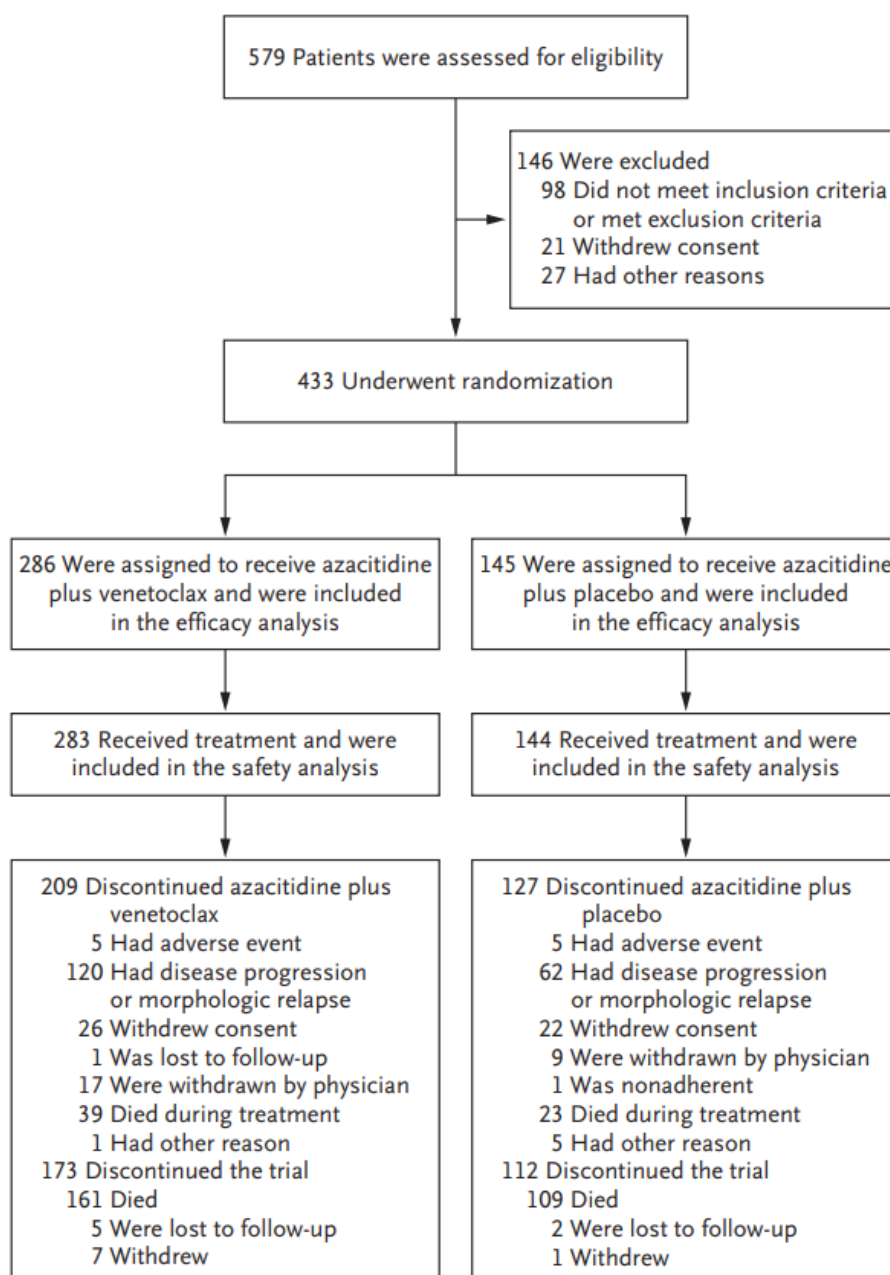 579 Patients were assessed for eligibility
146 Were excluded
98 Did not meet inclusion criteria
or met exclusion criteria
21 Withdrew consent
27 Had other reasons
433 Underwent randomization
286 Were assigned to receive azacitidine
plus venetoclax and were included
in the efficacy analysis
145 Were assigned to receive azacitidine
plus placebo and were included
in the efficacy analysis
283 Received treatment and were
included in the safety analysis
144 Received treatment and were
included in the safety analysis
209 Discontinued azacitidine plus
venetoclax
5 Had adverse event
120 Had disease progression
or morphologic relapse
26 Withdrew consent
1 Was lost to follow-up
17 Were withdrawn by physician
39 Died during treatment
1 Had other reason
173 Discontinued the trial
161 Died
5 Were lost to follow-up
7 Withdrew
127 Discontinued azacitidine plus
placebo
5 Had adverse event
62 Had disease progression
or morphologic relapse
22 Withdrew consent
9 Were withdrawn by physician
1 Was nonadherent
23 Died during treatment
5 Had other reason
112 Discontinued the trial
109 Died
2 Were lost to follow-up
1 Withdrew